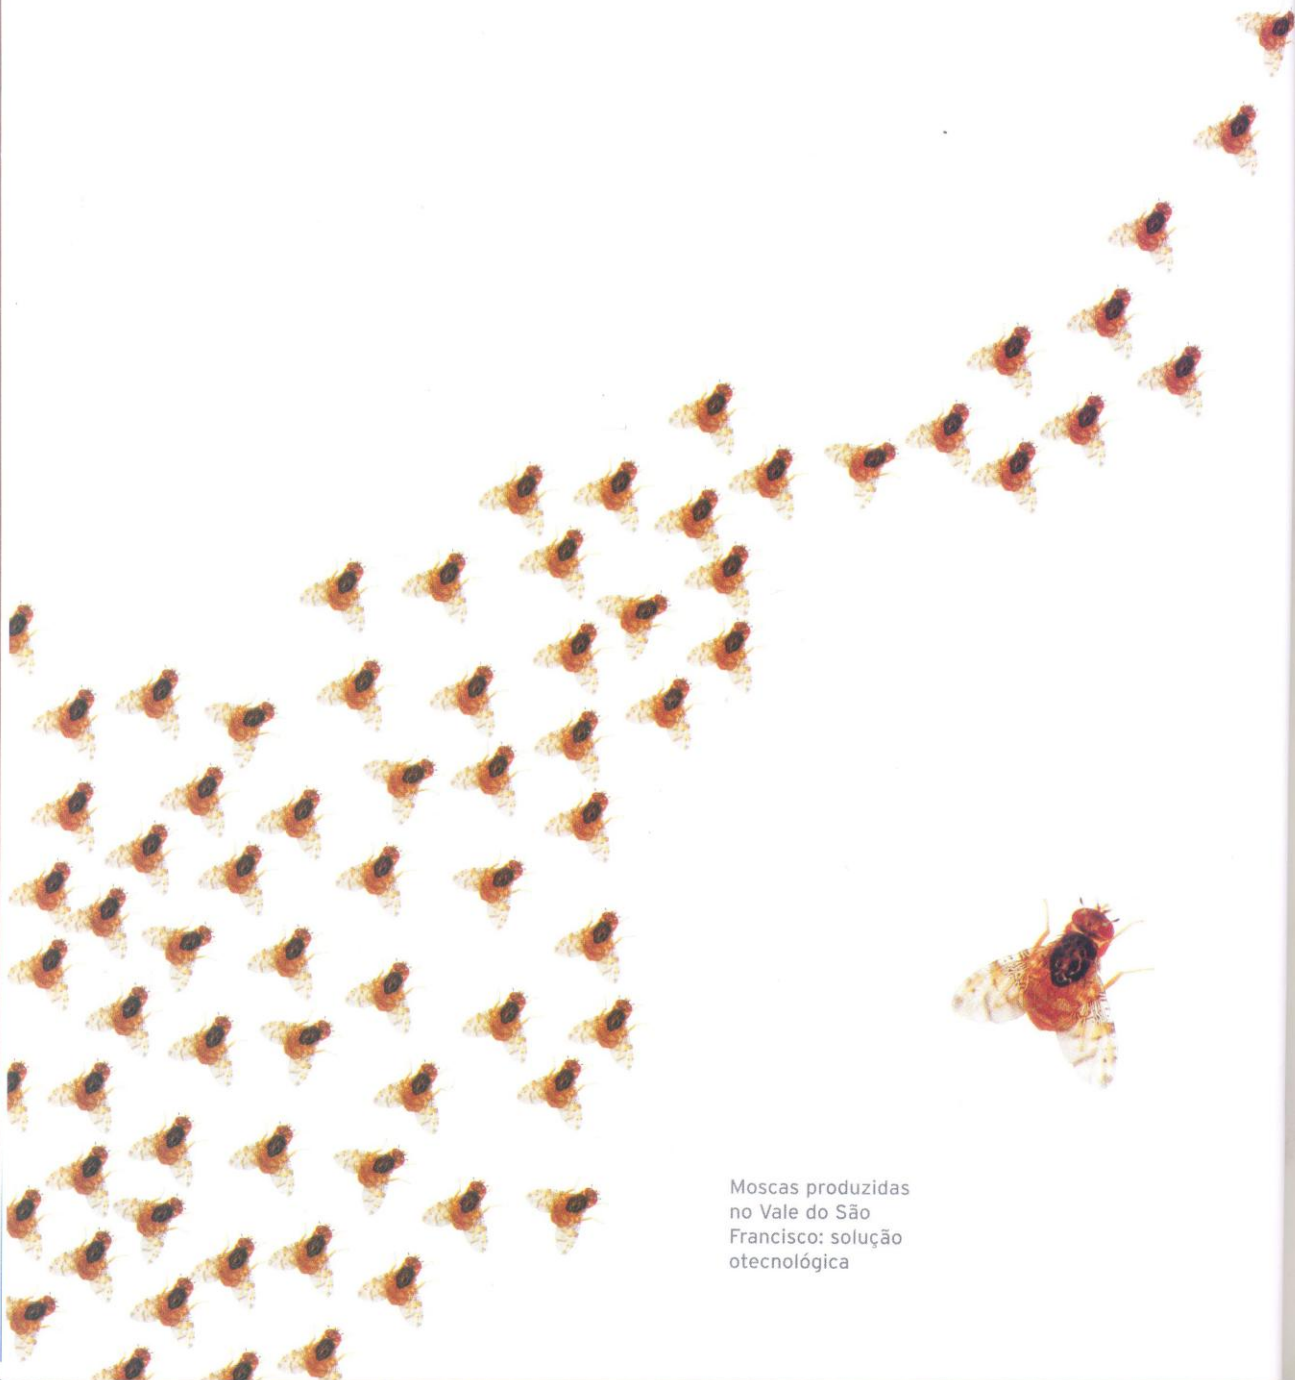 Moscas produzidas
no Vale do São
Francisco: solução
otecnológica